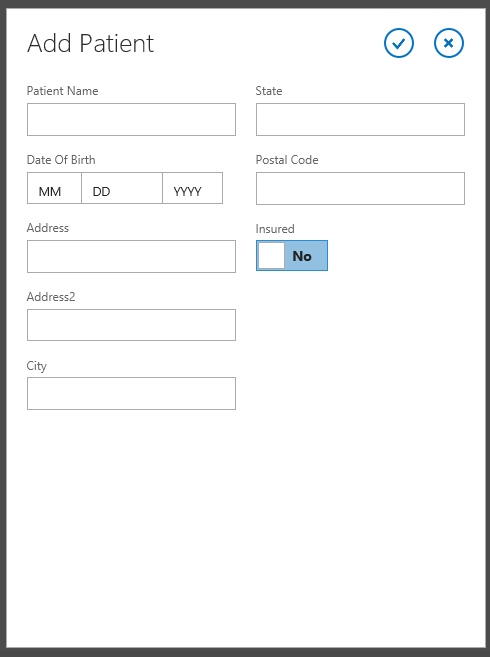 Add Patient
Patient Name
Date Of Birth
MM DD YYYY
Address
Address2
City
State
Postal Code
Insured
No